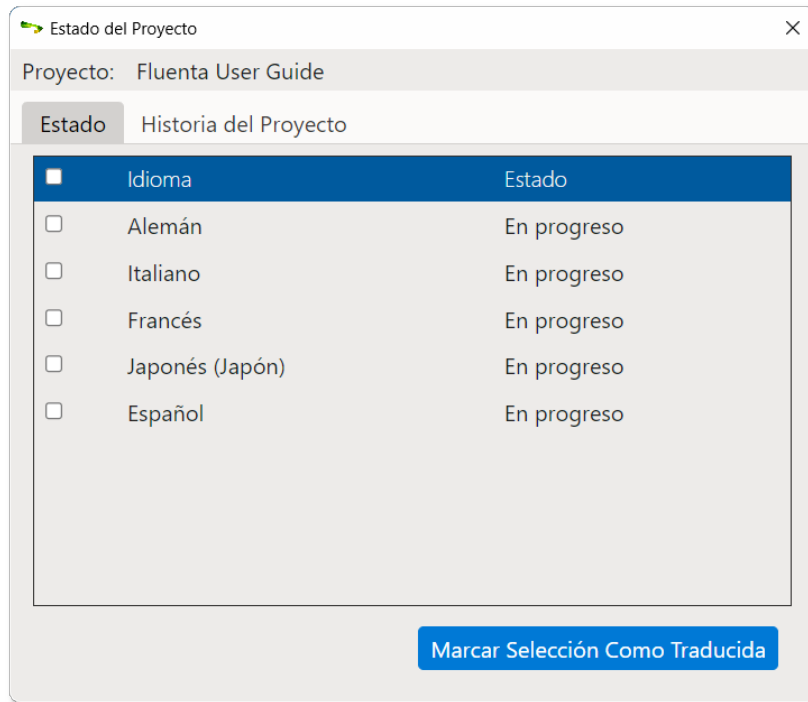 Estado del Proyecto
Proyecto: Fluenta User Guide
Estado Historia del Proyecto
Idioma Estado
Alemán En progreso
Italiano En progreso
Francés En progreso
Japonés (Japón) En progreso
Español En progreso
Marcar Selección Como Traducida